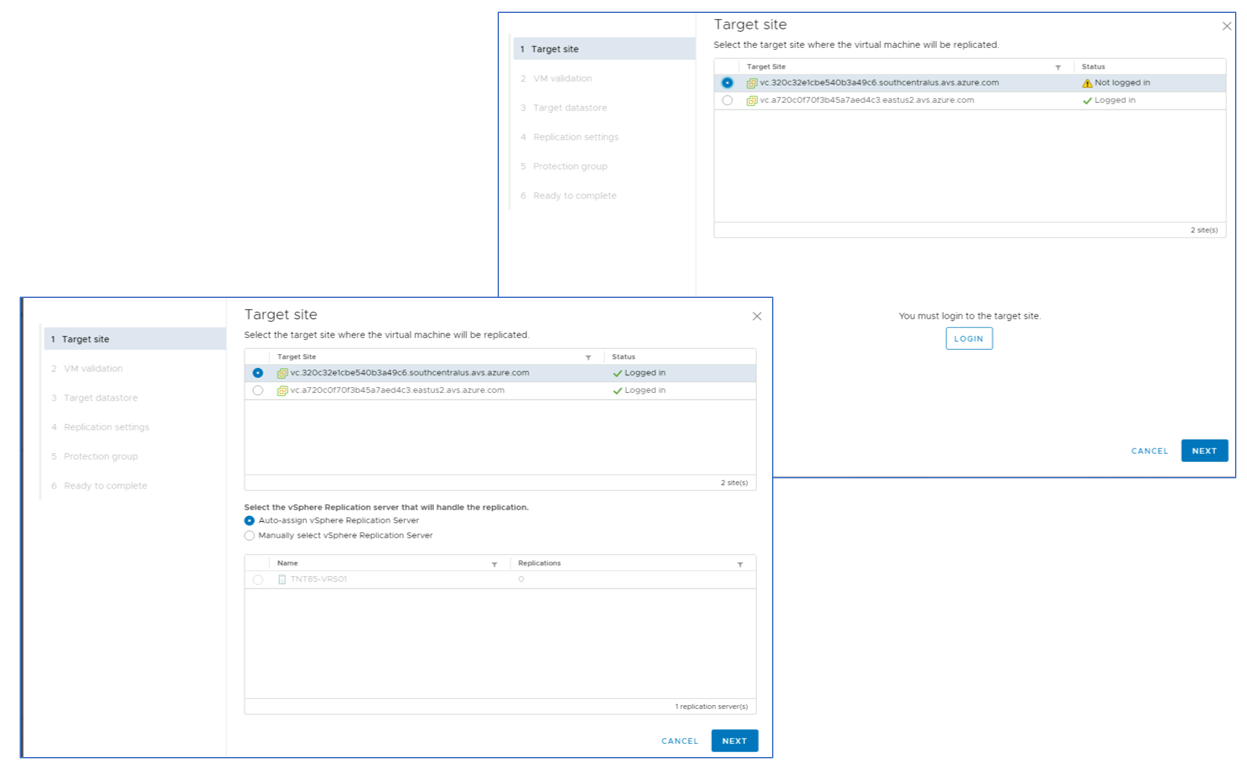 Target site
Select the target site where the virtual machine will be replicated.
1 Target site
2 VM validation
3 Target datastore
4 Replication settings
5 Protection group
6 Ready to complete
Target Site Status
vc.320c32e1cbe540b3a49c6.southcentralus.avs.azure.com Not logged in
vc.a720c0f70f3b45a7aed4c3.eastus2.avs.azure.com Logged in
2 site(s)
You must login to the target site.
LOGIN
CANCEL NEXT
Target site
Select the target site where the virtual machine will be replicated.
1 Target site
2 VM validation
3 Target datastore
4 Replication settings
5 Protection group
6 Ready to complete
Target Site Status
vc.320c32e1cbe540b3a49c6.southcentralus.avs.azure.com Logged in
vc.a720c0f70f3b45a7aed4c3.eastus2.avs.azure.com Logged in
2 site(s)
Select the vSphere Replication server that will handle the replication.
Auto-assign vSphere Replication Server
Manually select vSphere Replication Server
Name Replications
TNT85-VRS01 0
1 replication server(s)
CANCEL NEXT